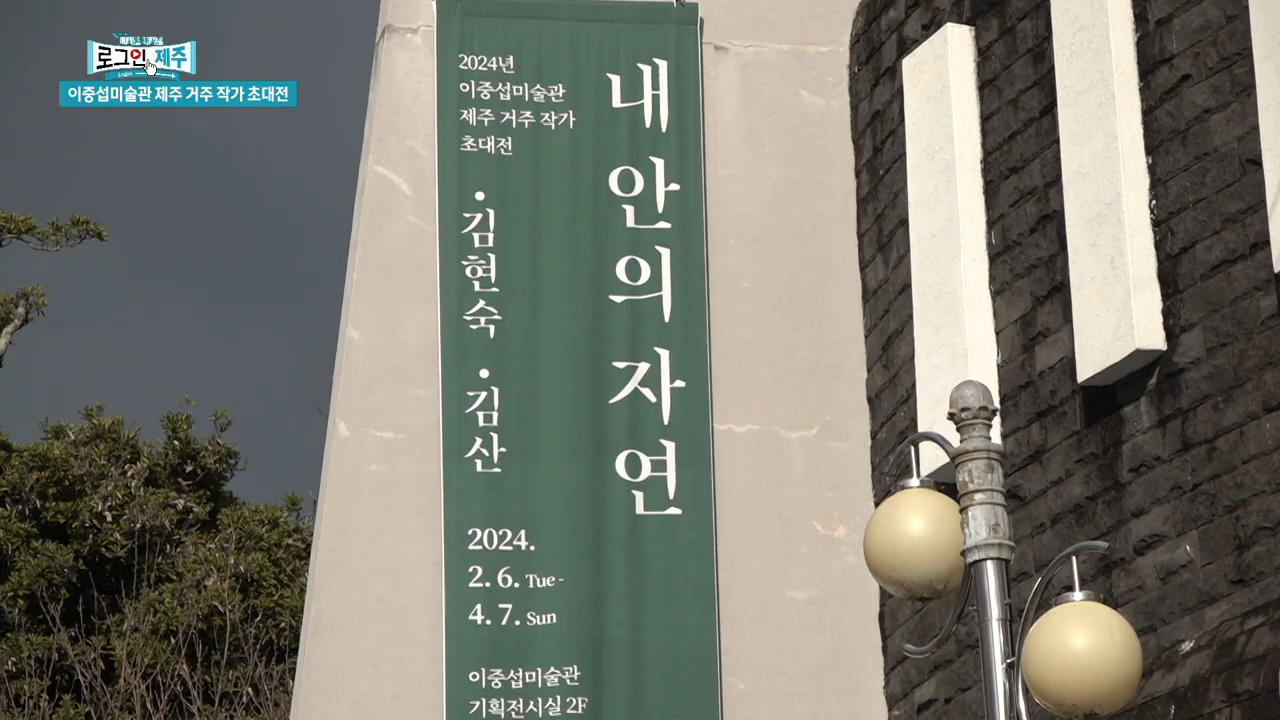 로그인 제주
이중섭미술관 제주 거주 작가 초대전
2024년
이중섭미술관
제주 거주 작가
초대전
내 안의 자연
·김현숙 ·김산
2024.
2. 6. Tue-
4. 7. Sun
이중섭미술관
기획전시실 2F